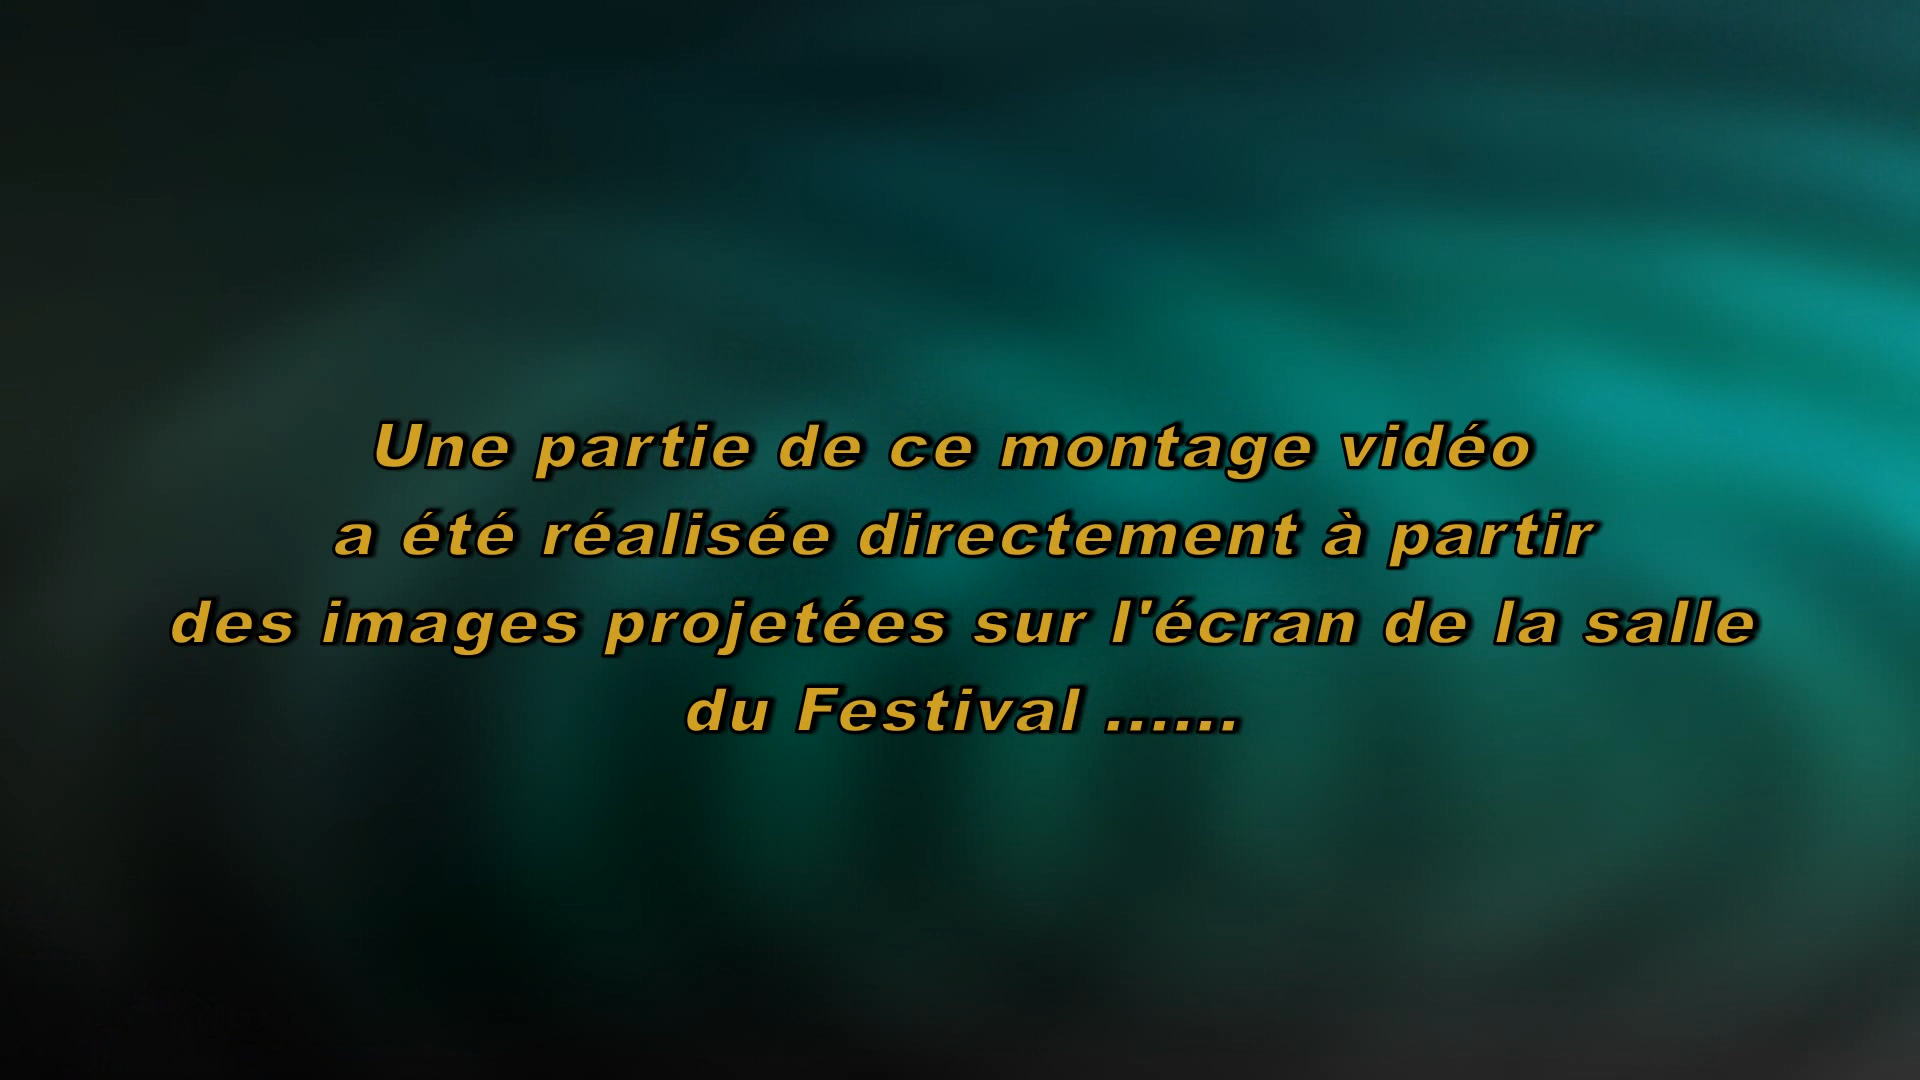 Une partie de ce montage vidéo
a été réalisée directement à partir
des images projetées sur l'écran de la salle
du Festival ......